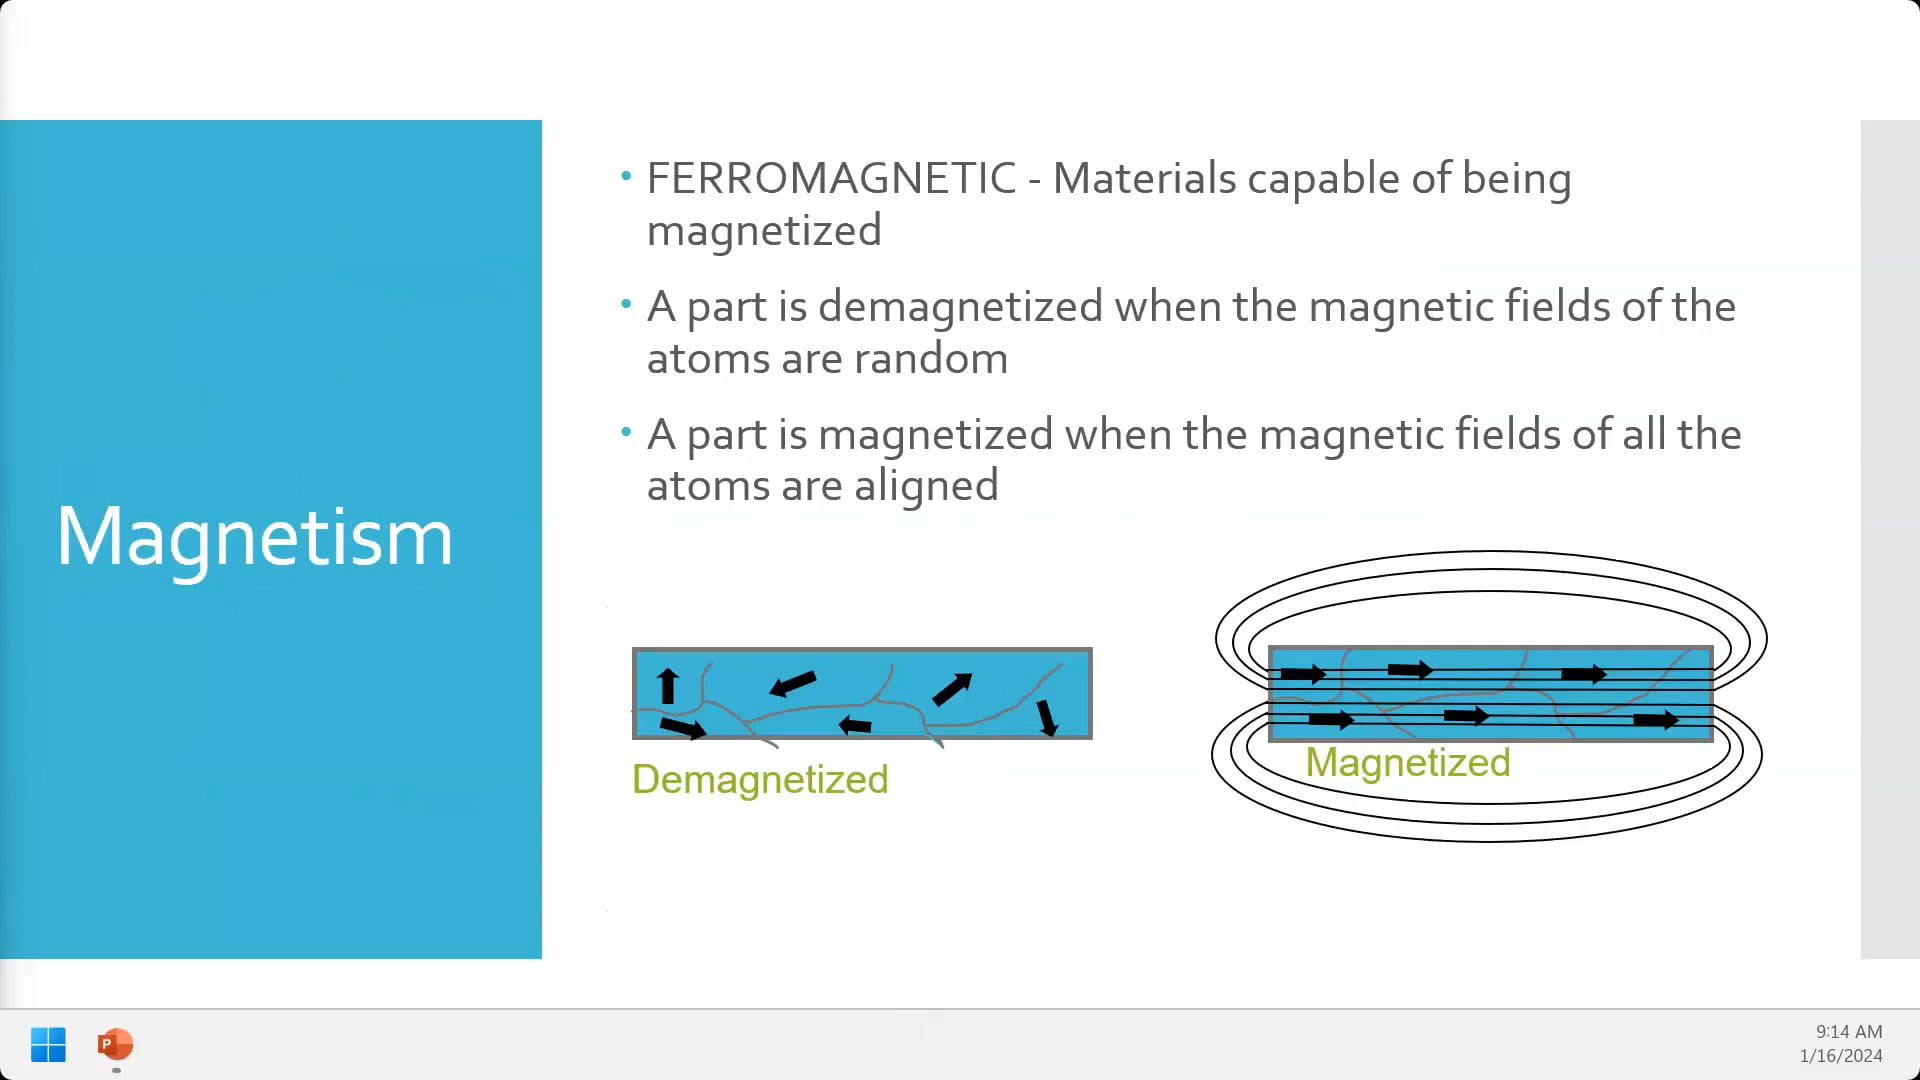 Magnetism
• FERROMAGNETIC - Materials capable of being
magnetized
• A part is demagnetized when the magnetic fields of the
atoms are random
• A part is magnetized when the magnetic fields of all the
atoms are aligned
Demagnetized
Magnetized
P
9:14 AM
1/16/2024